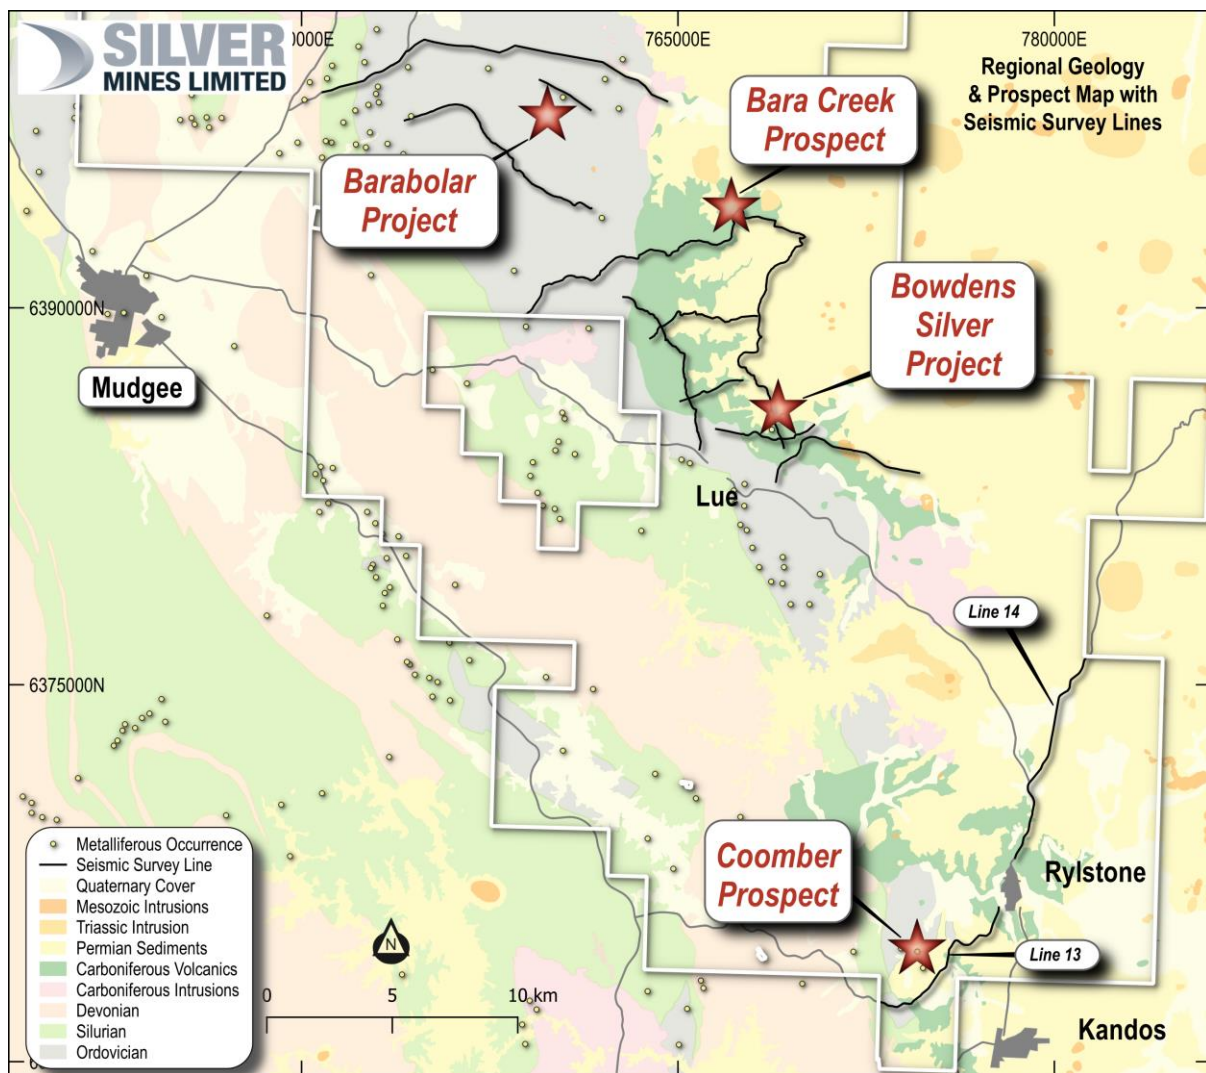 SILVER
MINES LIMITED
0000E
765000E
780000E
Regional Geology
& Prospect Map with
Seismic Survey Lines
Bara Creek
Prospect
Barabolar
Project
Bowdens
Silver
Project
6390000N
Mudgee
Lue
Line 14
6375000N
Coomber
Prospect
Rylstone
Line 13
Kandos
Metalliferous Occurrence
Seismic Survey Line
Quaternary Cover
Mesozoic Intrusions
Triassic Intrusion
Permian Sediments
Carboniferous Volcanics
Carboniferous Intrusions
Devonian
Silurian
Ordovician
N
0 5 10 km